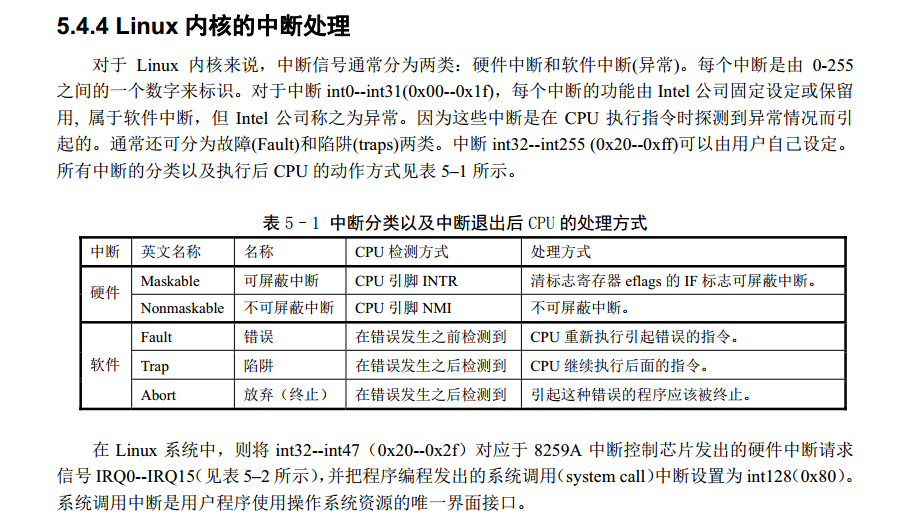 5.4.4 Linux 内核的中断处理
对于 Linux 内核来说，中断信号通常分为两类：硬件中断和软件中断(异常)。每个中断是由 0-255
之间的一个数字来标识。对于中断 int0--int31(0x00--0x1f)，每个中断的功能由 Intel 公司固定设定或保留
用, 属于软件中断，但 Intel 公司称之为异常。因为这些中断是在 CPU 执行指令时探测到异常情况而引
起的。通常还可分为故障(Fault)和陷阱(traps)两类。中断 int32--int255 (0x20--0xff)可以由用户自己设定。
所有中断的分类以及执行后 CPU 的动作方式见表 5–1 所示。
表 5–1 中断分类以及中断退出后 CPU 的处理方式
中断 英文名称 名称 CPU 检测方式 处理方式
硬件 Maskable 可屏蔽中断 CPU 引脚 INTR 清标志寄存器 eflags 的 IF 标志可屏蔽中断。
Nonmaskable 不可屏蔽中断 CPU 引脚 NMI 不可屏蔽中断。
软件 Fault 错误 在错误发生之前检测到 CPU 重新执行引起错误的指令。
Trap 陷阱 在错误发生之后检测到 CPU 继续执行后面的指令。
Abort 放弃（终止） 在错误发生之后检测到 引起这种错误的程序应该被终止。
在 Linux 系统中，则将 int32--int47（0x20--0x2f）对应于 8259A 中断控制芯片发出的硬件中断请求
信号 IRQ0--IRQ15（见表 5–2 所示），并把程序编程发出的系统调用（system call）中断设置为 int128（0x80）。
系统调用中断是用户程序使用操作系统资源的唯一界面接口。